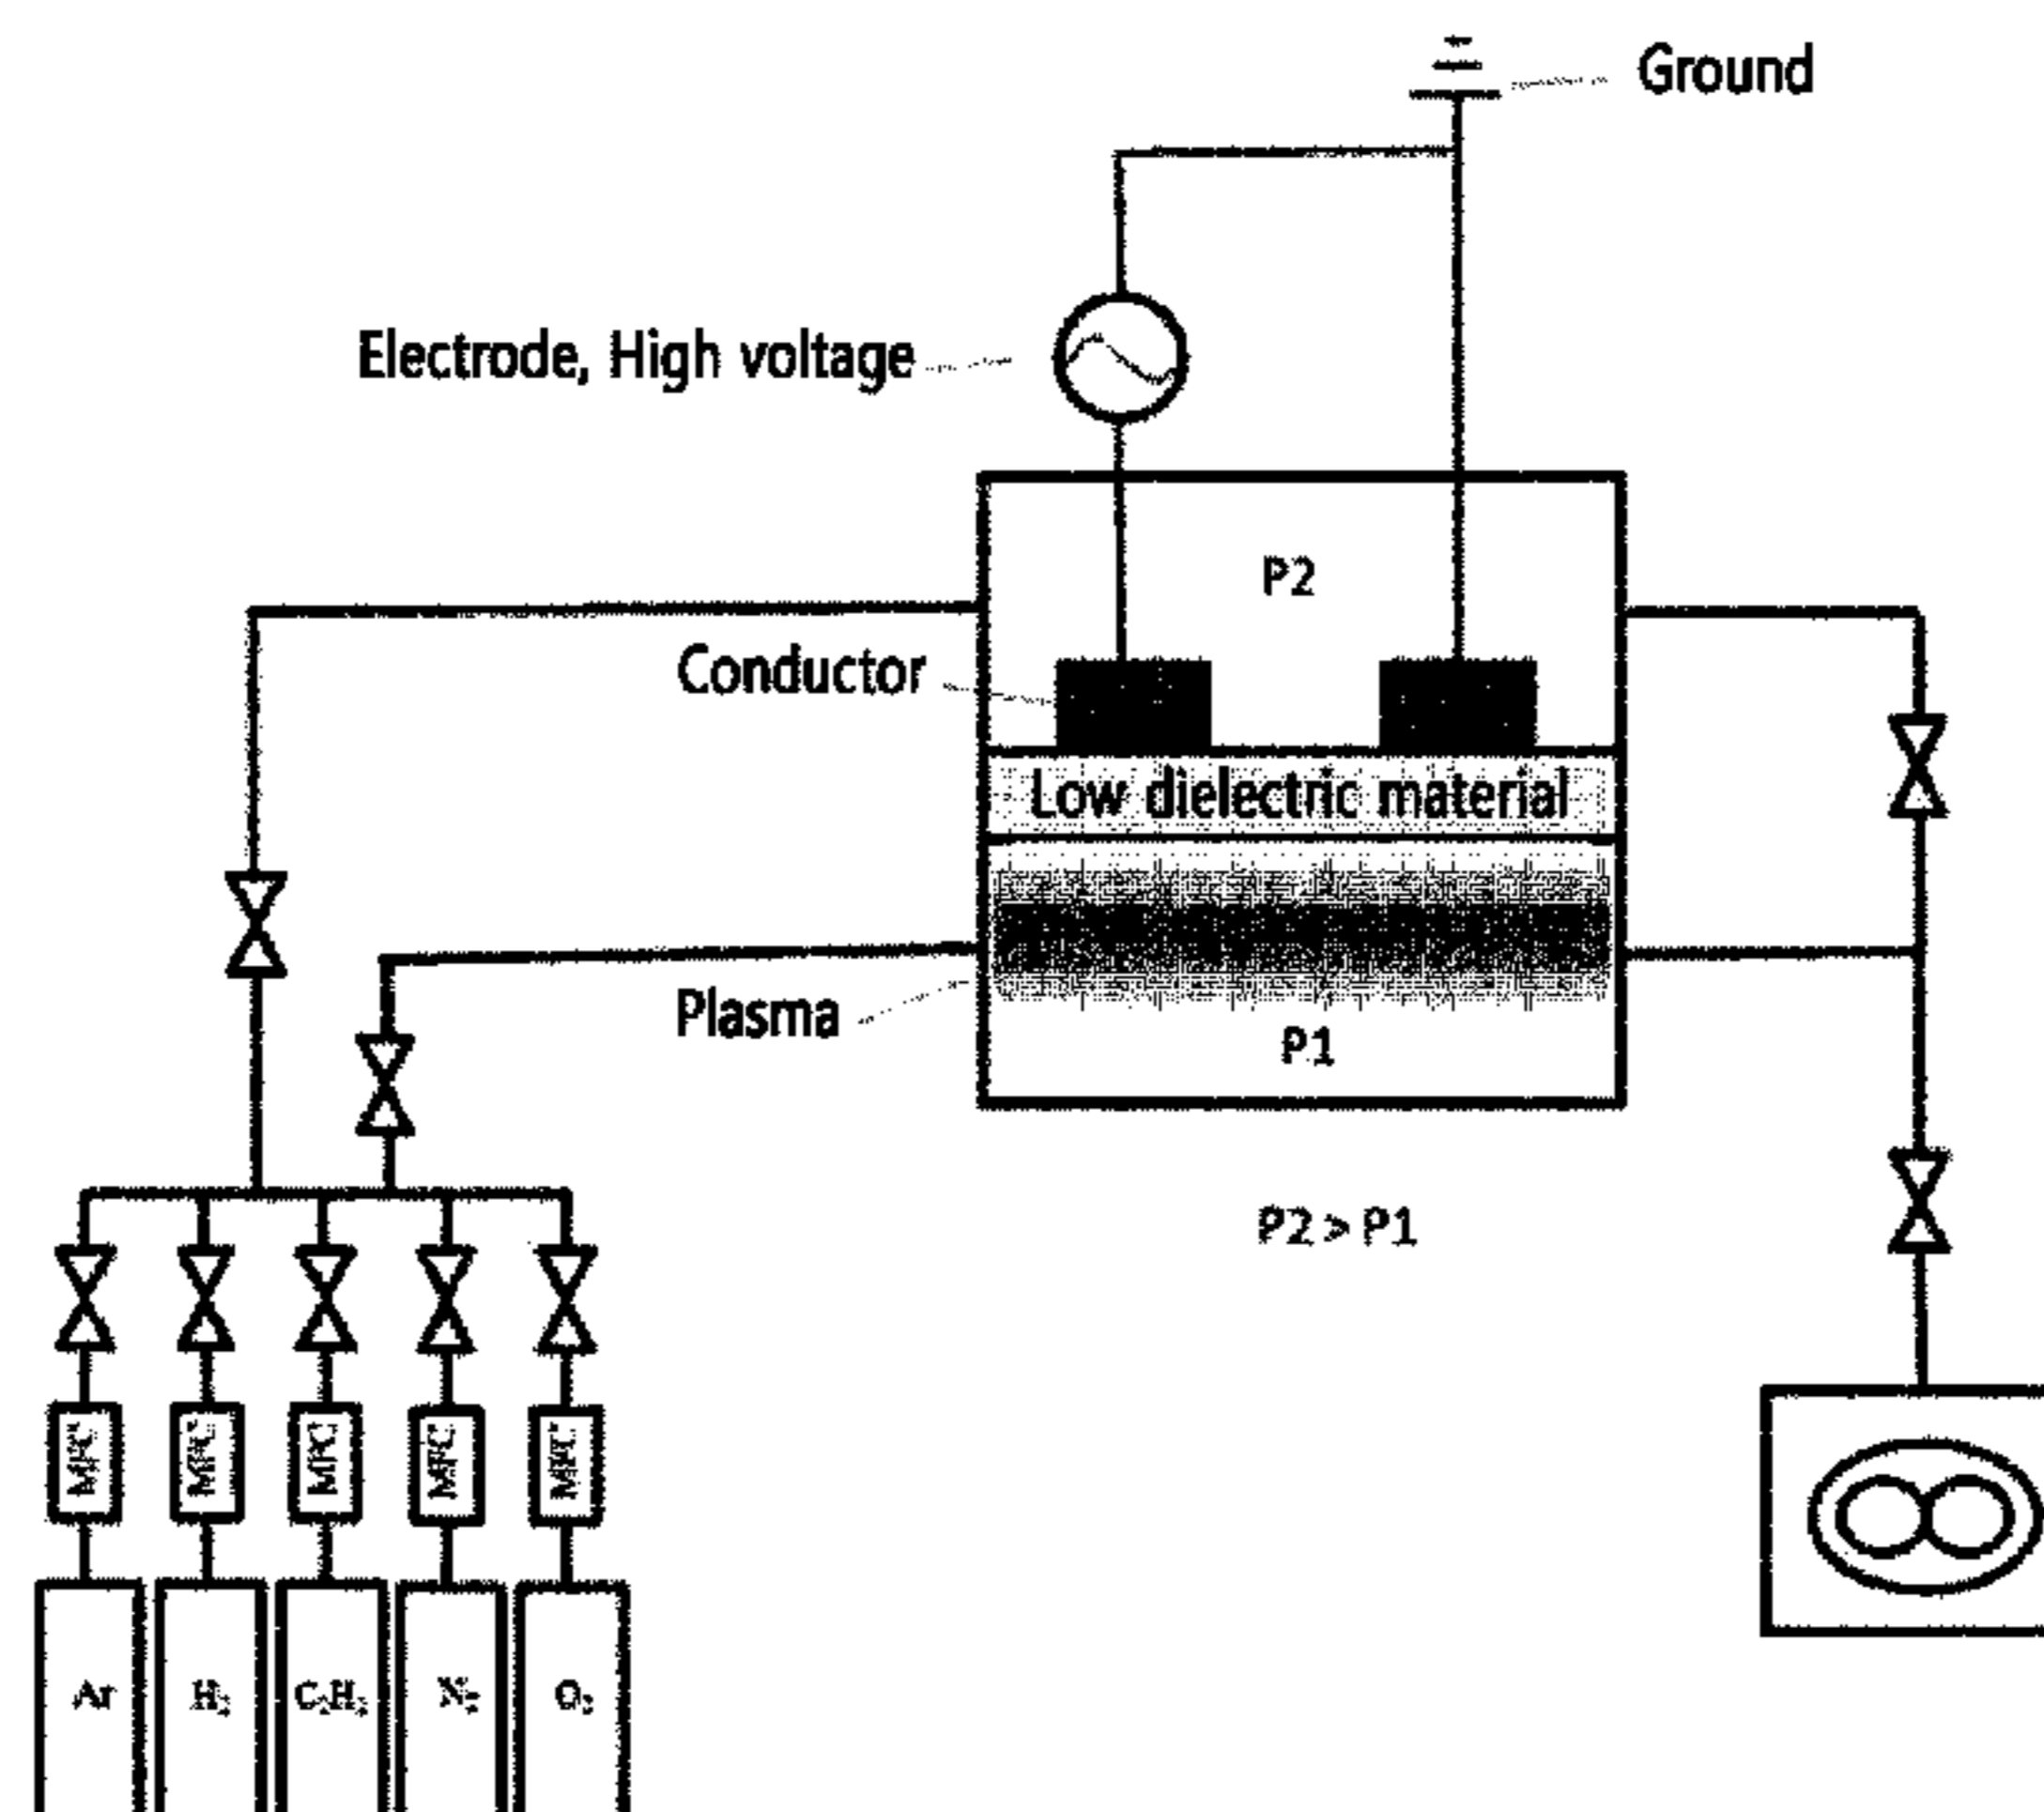 Ground
Electrode, High voltage
P2
Conductor
Low dielectric material
Plasma
P1
P2 > P1
MFC MFC MFC MFC MFC
Ar H₂ C₂H₂ N₂ O₂